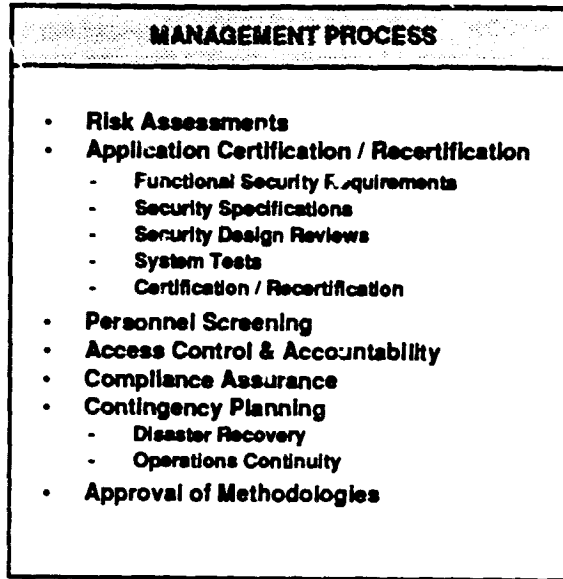 MANAGEMENT PROCESS
• Risk Assessments
• Application Certification / Recertification
- Functional Security Requirements
- Security Specifications
- Security Design Reviews
- System Tests
- Certification / Recertification
• Personnel Screening
• Access Control & Accountability
• Compliance Assurance
• Contingency Planning
- Disaster Recovery
- Operations Continuity
• Approval of Methodologies